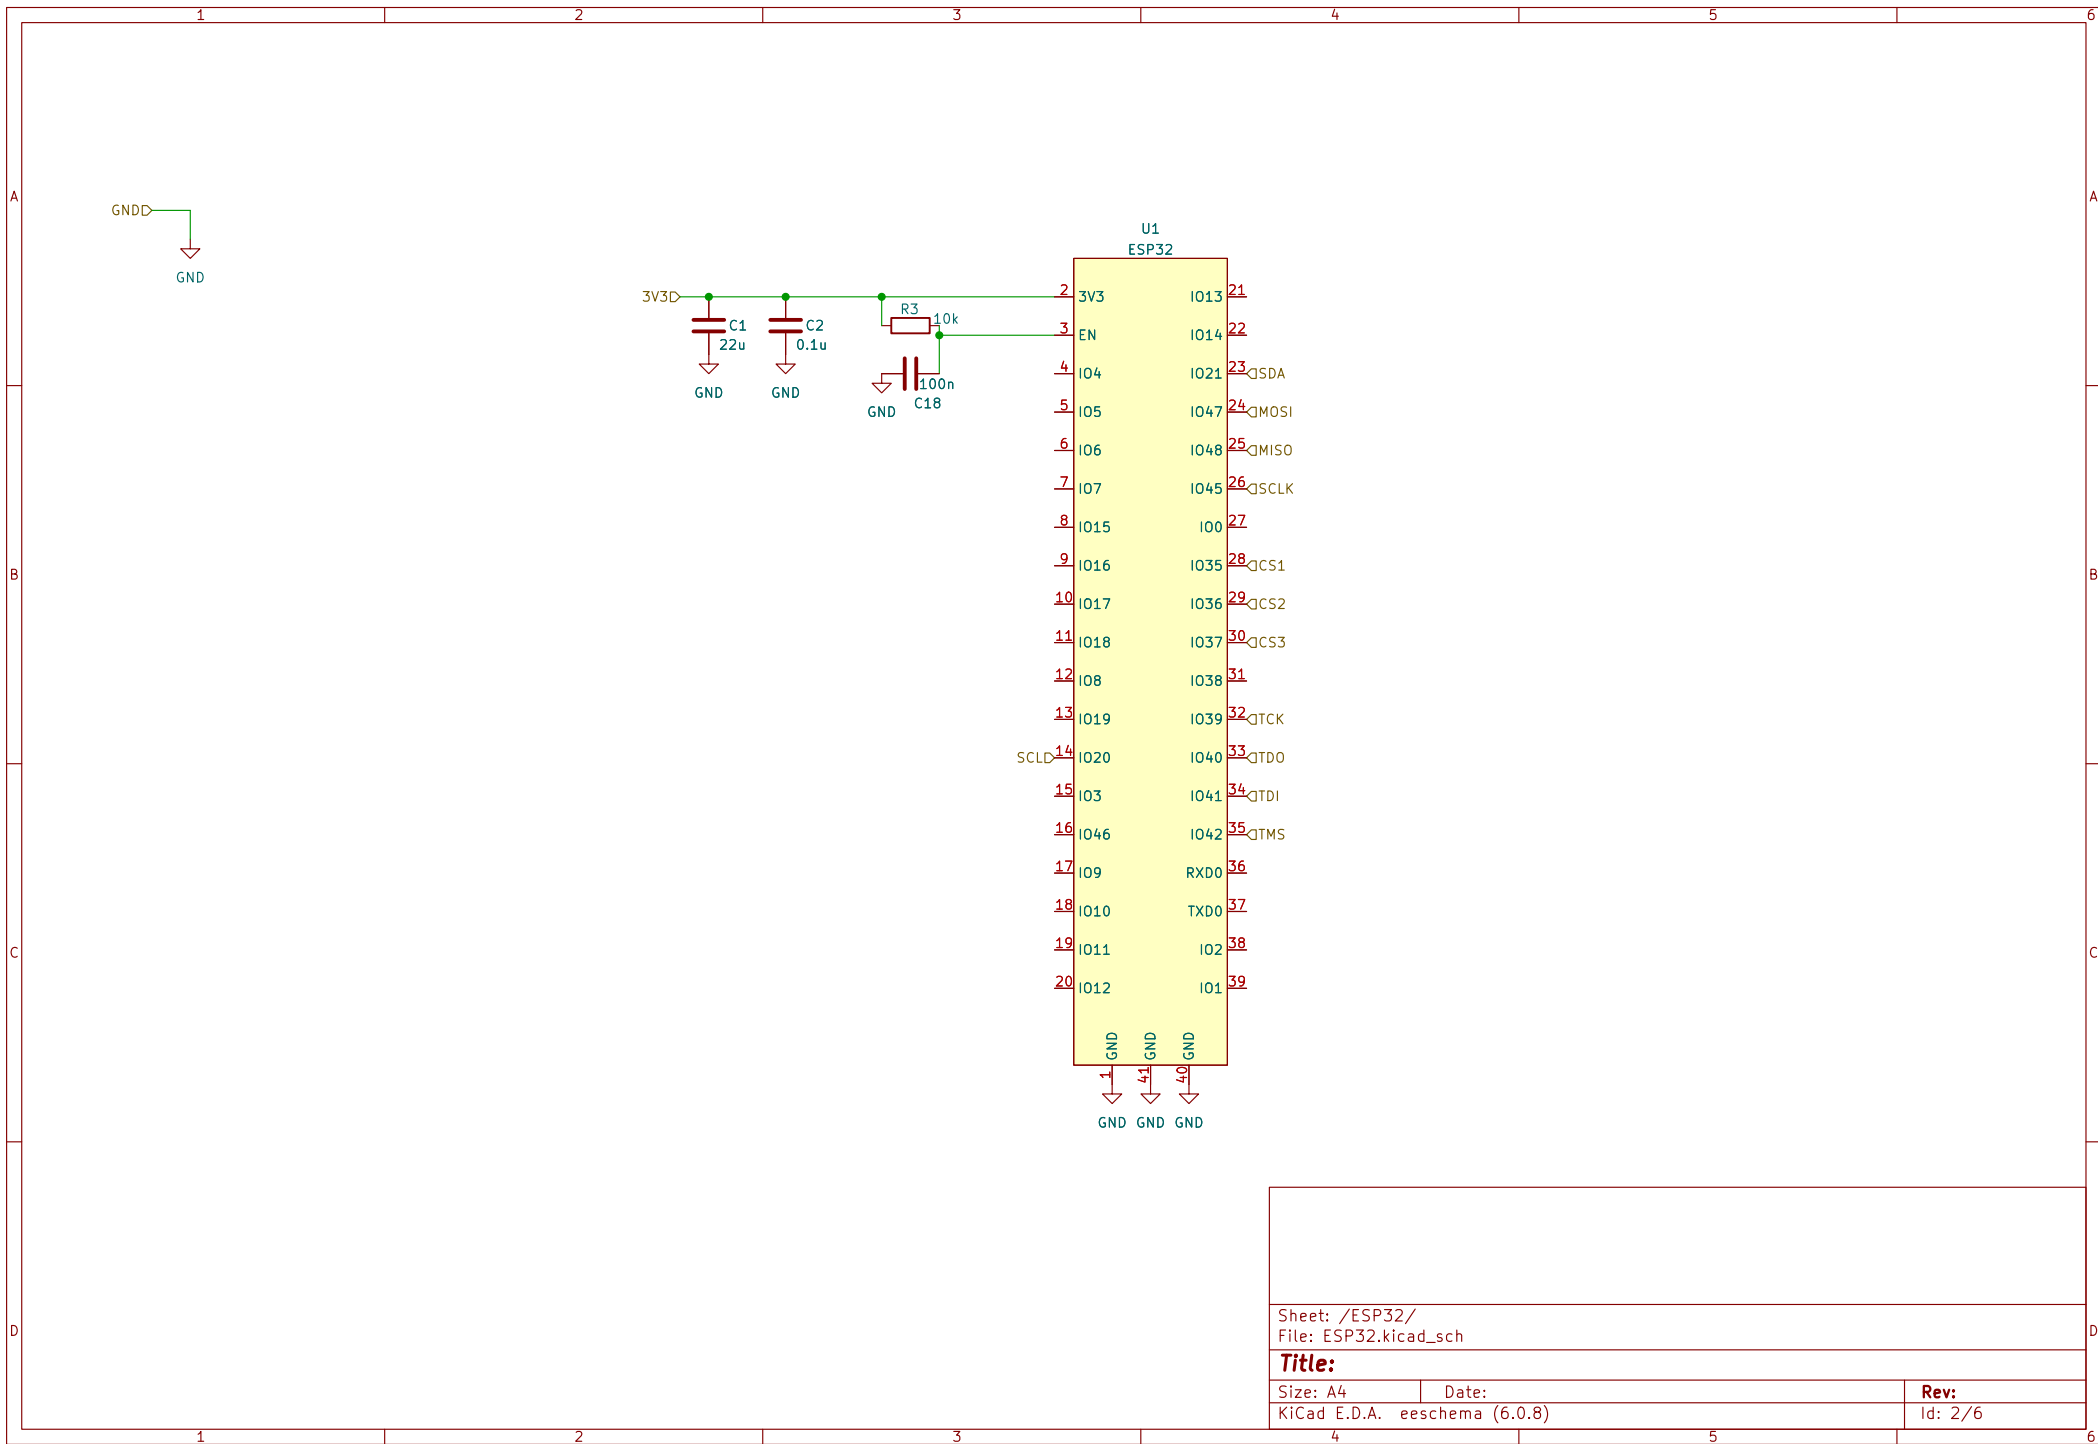 1 2 3 4 5 6
A A
GND
GND
U1
ESP32
3V3 2 3V3 IO13 21
R3 10k
C1 C2 3 EN IO14 22
22u 0.1u
4 IO4 IO21 23 SDA
100n
GND GND C18
GND 5 IO5 IO47 24 MOSI
6 IO6 IO48 25 MISO
7 IO7 IO45 26 SCLK
8 IO15 IO0 27
9 IO16 IO35 28 CS1
B B
10 IO17 IO36 29 CS2
11 IO18 IO37 30 CS3
12 IO8 IO38 31
13 IO19 IO39 32 TCK
SCL 14 IO20 IO40 33 TDO
15 IO3 IO41 34 TDI
16 IO46 IO42 35 TMS
17 IO9 RXD0 36
18 IO10 TXD0 37
19 IO11 IO2 38
C C
20 IO12 IO1 39
GND GND GND
1 41 40
GND GND GND
Sheet: /ESP32/
D D
File: ESP32.kicad_sch
Title:
Size: A4 Date: Rev:
KiCad E.D.A. eeschema (6.0.8) Id: 2/6
1 2 3 4 5 6